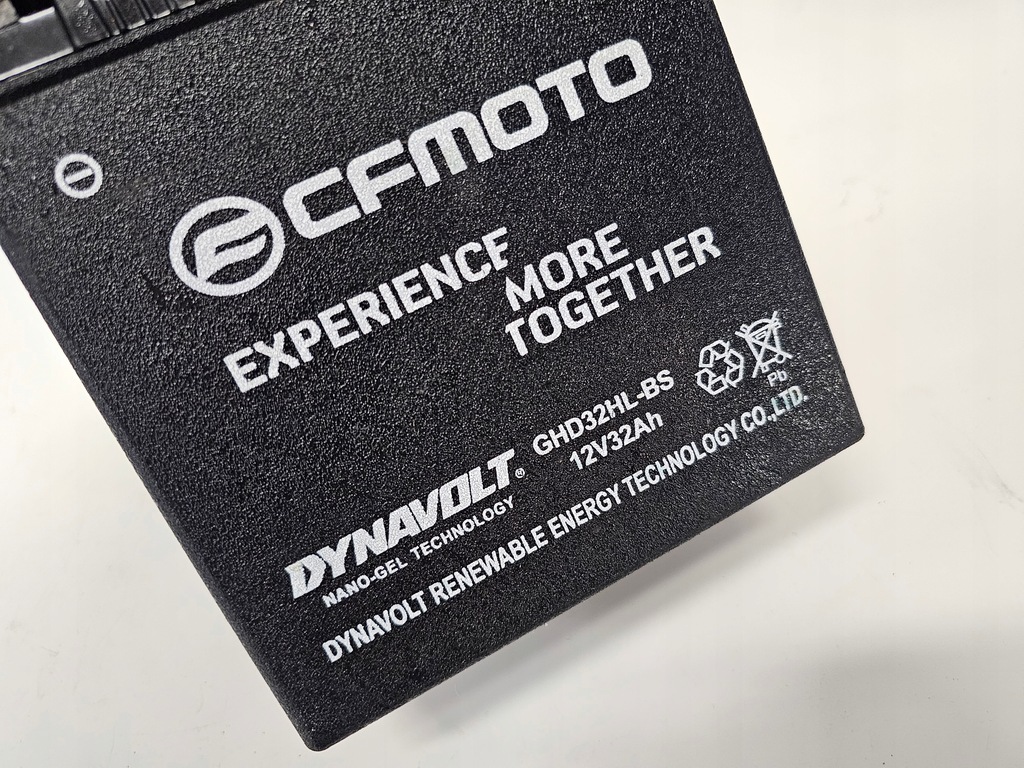 CFMOTO
EXPERIENCE MORE
TOGETHER
GHD32HL-BS
12V32Ah
DYNAVOLT®
NANO-GEL TECHNOLOGY
Pb
DYNAVOLT RENEWABLE ENERGY TECHNOLOGY CO.,LTD.